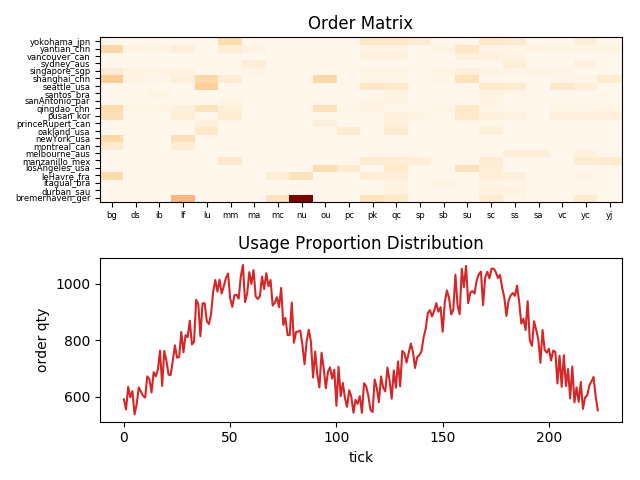 Order Matrix
yokohama_jpn
yantian_chn
vancouver_can
sydney_aus
singapore_sgp
shanghai_chn
seattle_usa
santos_bra
sanAntonio_par
qingdao_chn
pusan_kor
princeRupert_can
oakland_usa
newYork_usa
montreal_can
melbourne_aus
manzanillo_mex
losAngeles_usa
leHavre_fra
itaguai_bra
durban_sau
bremerhaven_ger
bg ds ib lf lu mm ma mc nu ou pc pk qc sp sb su sc ss sa vc yc yj
Usage Proportion Distribution
1000
800
600
order qty
0 50 100 150 200
tick